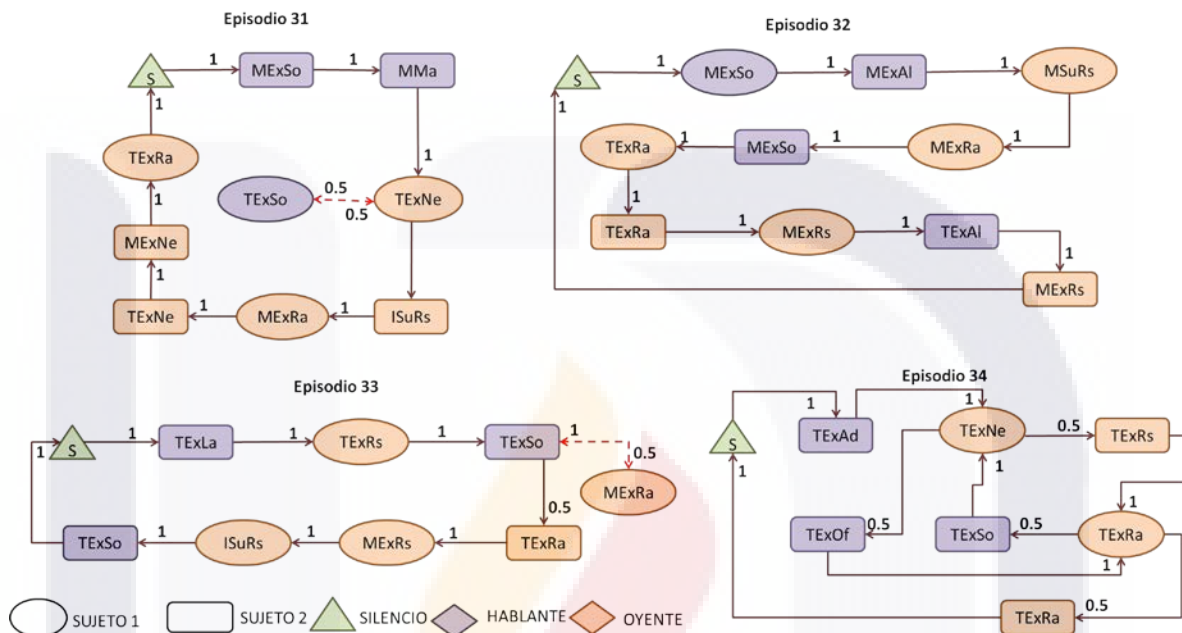 Episodio 31
S
1
MExSo
1
MMa
1
1
TExRa
TExSo
0.5
0.5
TExNe
1
MExNe
1
TExNe
1
MExRa
1
ISuRs
Episodio 32
S
1
MExSo
1
MExAl
1
MSuRs
1
1
TExRa
1
MExSo
1
MExRa
1
TExRa
1
MExRs
1
TExAl
1
MExRs
Episodio 33
1
S
1
TExLa
1
TExRs
1
TExSo
1
0.5
MExRa
0.5
TExSo
1
ISuRs
1
MExRs
1
TExRa
Episodio 34
S
1
TExAd
1
TExNe
0.5
TExRs
1
1
TExOf
0.5
TExSo
0.5
TExRa
1
1
TExRa
0.5
SUJETO 1 SUJETO 2 SILENCIO HABLANTE OYENTE